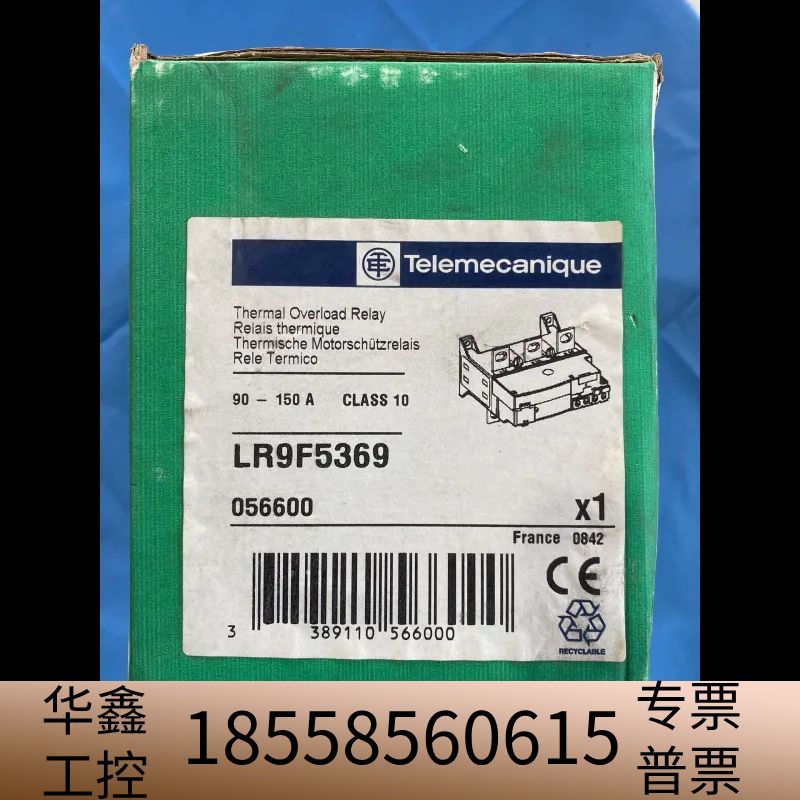 Telemecanique
Thermal Overload Relay
Relais thermique
Thermische Motorschützrelais
Rele Termico
90 – 150 A CLASS 10
LR9F5369
056600
x1
France 0842
CE
3 389110 566000
RECYCLABLE
华鑫
工控
18558560615
专票
普票